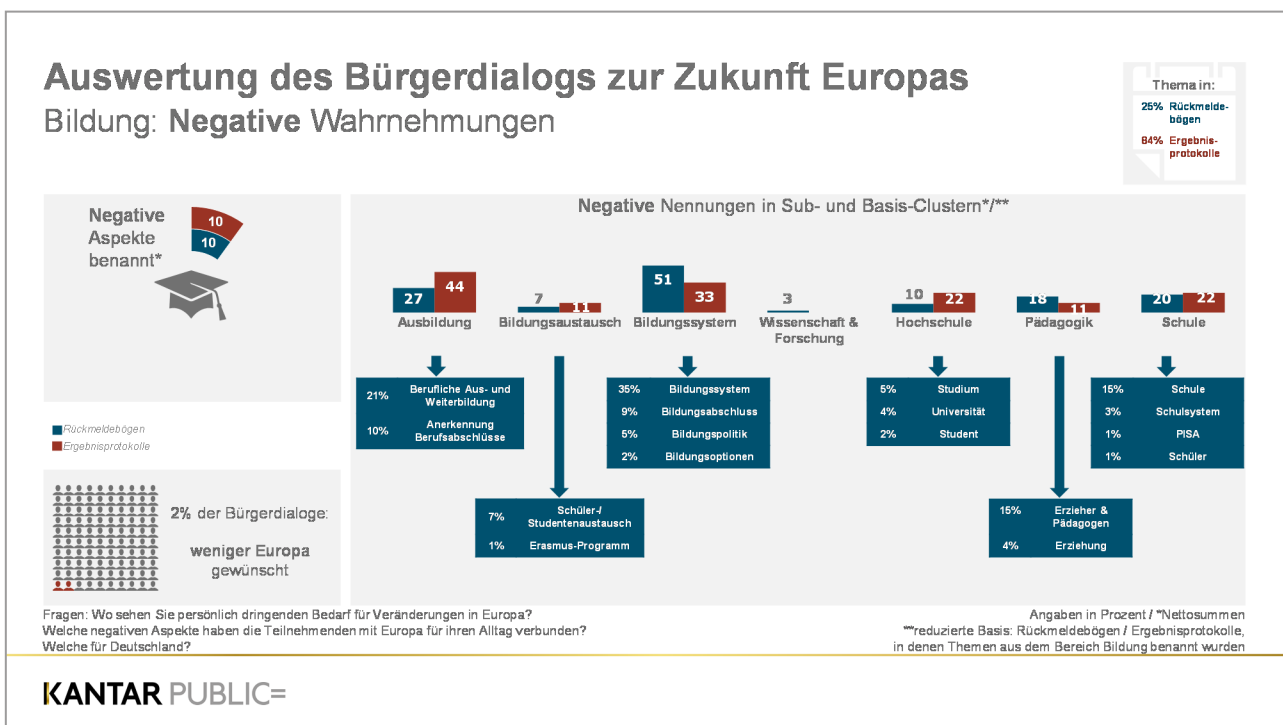 Auswertung des Bürgerdialogs zur Zukunft Europas
Bildung: Negative Wahrnehmungen
Thema in:
25% Rückmelde-
bögen
84% Ergebnis-
protokolle
Negative
Aspekte
benannt*
10
10
Rückmeldebögen
Ergebnisprotokolle
2% der Bürgerdialoge:
weniger Europa
gewünscht
Negative Nennungen in Sub- und Basis-Clustern*/**
27 44
Ausbildung
7 11
Bildungsaustausch
51 33
Bildungssystem
3
Wissenschaft &
Forschung
10 22
Hochschule
18 11
Pädagogik
20 22
Schule
21% Berufliche Aus- und
Weiterbildung
10% Anerkennung
Berufsabschlüsse
7% Schüler-/
Studentenaustausch
1% Erasmus-Programm
35% Bildungssystem
9% Bildungsabschluss
5% Bildungspolitik
2% Bildungsoptionen
5% Studium
4% Universität
2% Student
15% Erzieher &
Pädagogen
4% Erziehung
15% Schule
3% Schulsystem
1% PISA
1% Schüler
Fragen: Wo sehen Sie persönlich dringenden Bedarf für Veränderungen in Europa?
Welche negativen Aspekte haben die Teilnehmenden mit Europa für ihren Alltag verbunden?
Welche für Deutschland?
Angaben in Prozent / *Nettosummen
**reduzierte Basis: Rückmeldebögen / Ergebnisprotokolle,
in denen Themen aus dem Bereich Bildung benannt wurden
KANTAR PUBLIC=